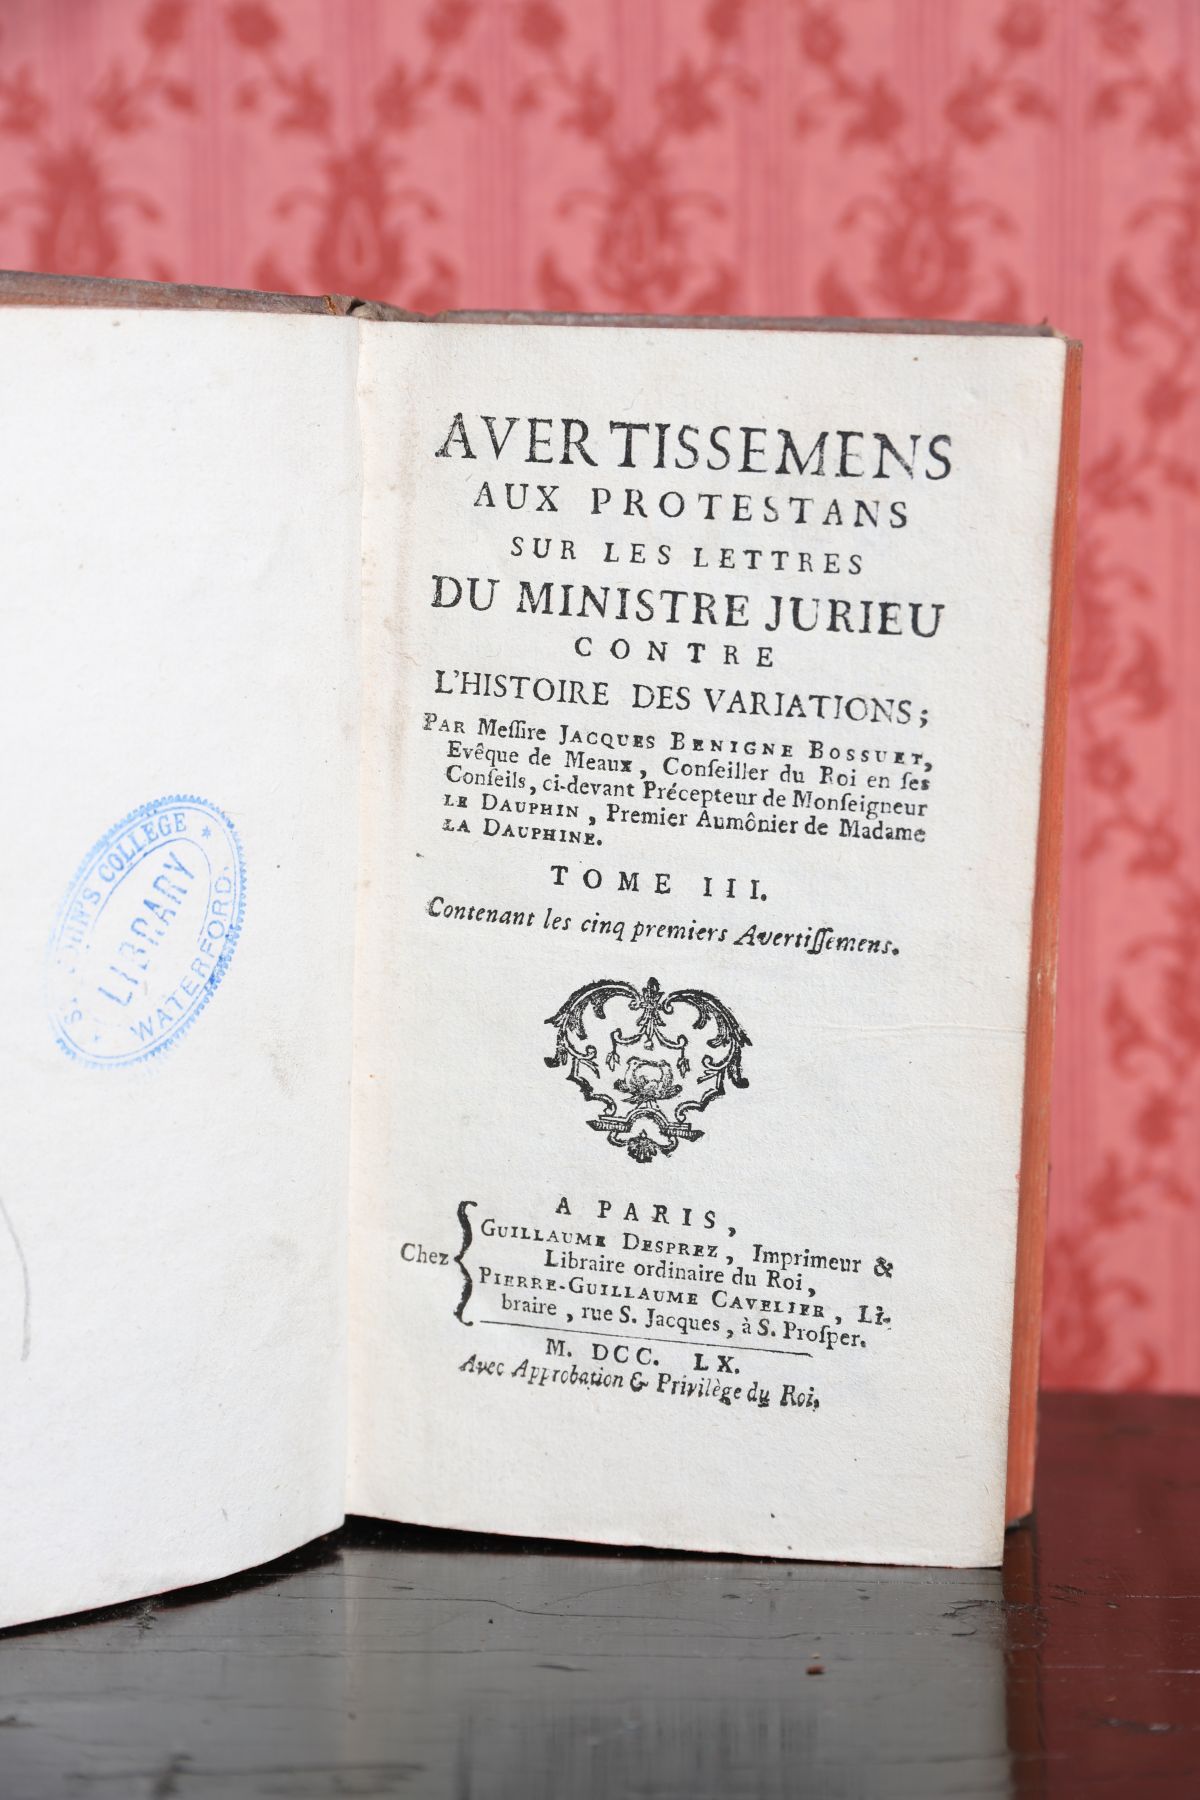 S. JOHN'S COLLEGE *
LIBRARY
* WATERFORD.
AVERTISSEMENS
AUX PROTESTANS
SUR LES LETTRES
DU MINISTRE JURIEU
CONTRE
L'HISTOIRE DES VARIATIONS;
PAR Meſſire JACQUES BENIGNE BOSSUET,
Evêque de Meaux, Conſeiller du Roi en ſes
Conſeils, ci-devant Précepteur de Monſeigneur
LE DAUPHIN, Premier Aumônier de Madame
LA DAUPHINE.
TOME III.
Contenant les cinq premiers Avertiſſemens.
A PARIS,
Chez
GUILLAUME DESPREZ, Imprimeur &
Libraire ordinaire du Roi,
PIERRE-GUILLAUME CAVELIER, Li-
braire, rue S. Jacques, à S. Proſper.
M. DCC. LX.
Avec Approbation & Privilège du Roi.